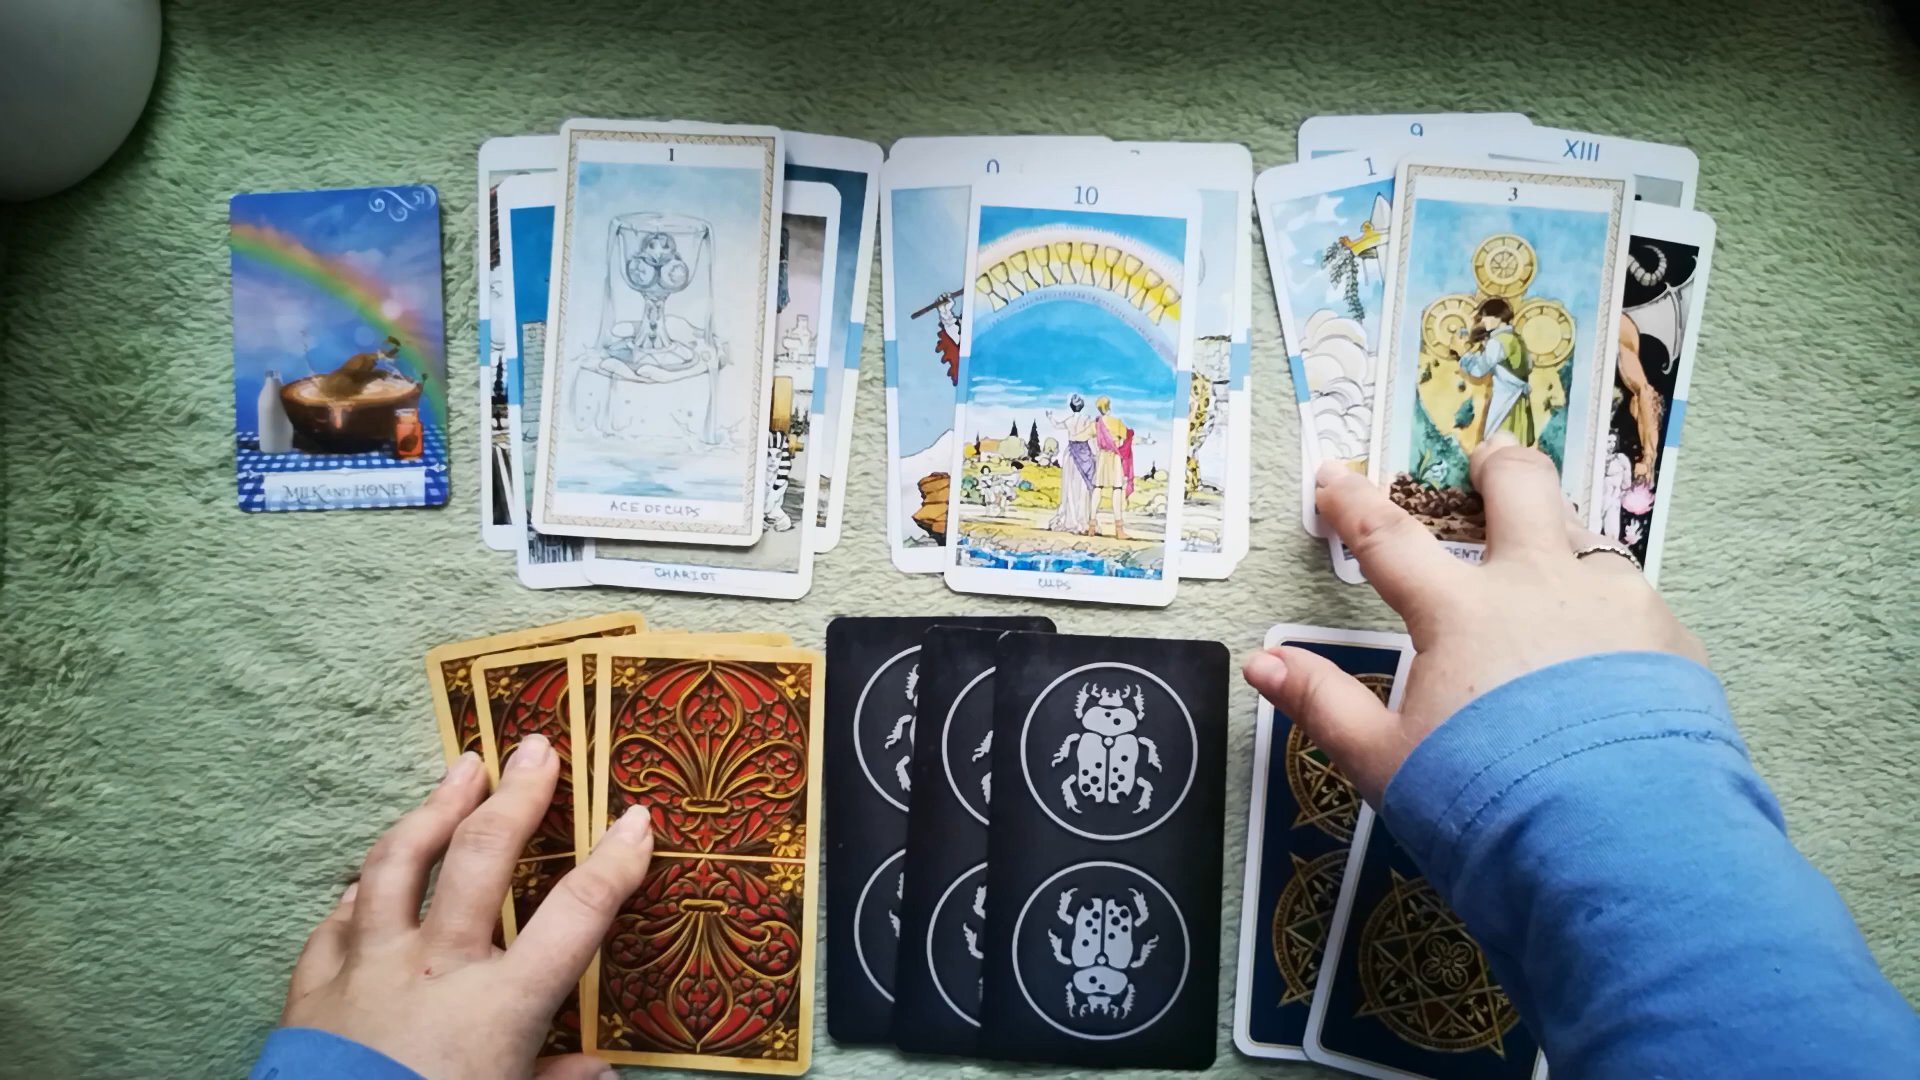 51
MILK AND HONEY
1
ACE OF CUPS
CHARIOT
0
10
CUPS
9
1
XIII
3